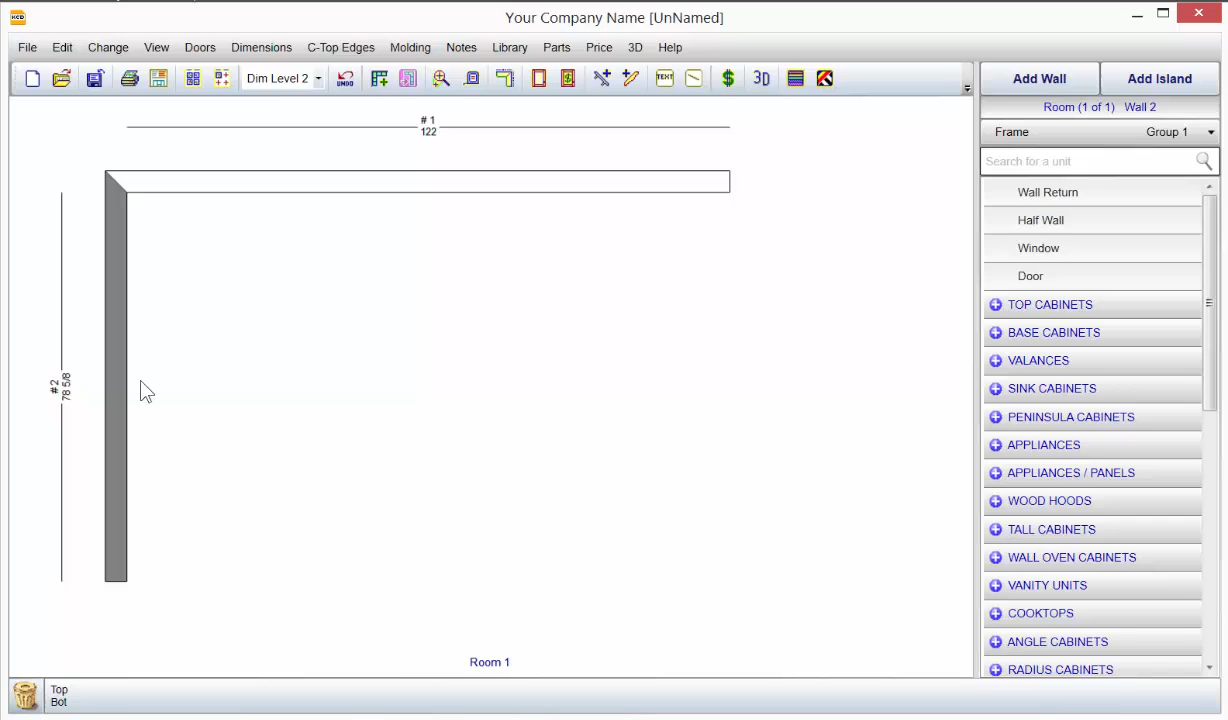 KCD
Your Company Name [UnNamed]
File Edit Change View Doors Dimensions C-Top Edges Molding Notes Library Parts Price 3D Help
Dim Level 2 UNDO TEXT $ 3D
Add Wall Add Island
Room (1 of 1) Wall 2
Frame Group 1
Search for a unit
Wall Return
Half Wall
Window
Door
TOP CABINETS
BASE CABINETS
VALANCES
SINK CABINETS
PENINSULA CABINETS
APPLIANCES
APPLIANCES / PANELS
WOOD HOODS
TALL CABINETS
WALL OVEN CABINETS
VANITY UNITS
COOKTOPS
ANGLE CABINETS
RADIUS CABINETS
# 1
122
# 2
78 5/8
Room 1
Top
Bot